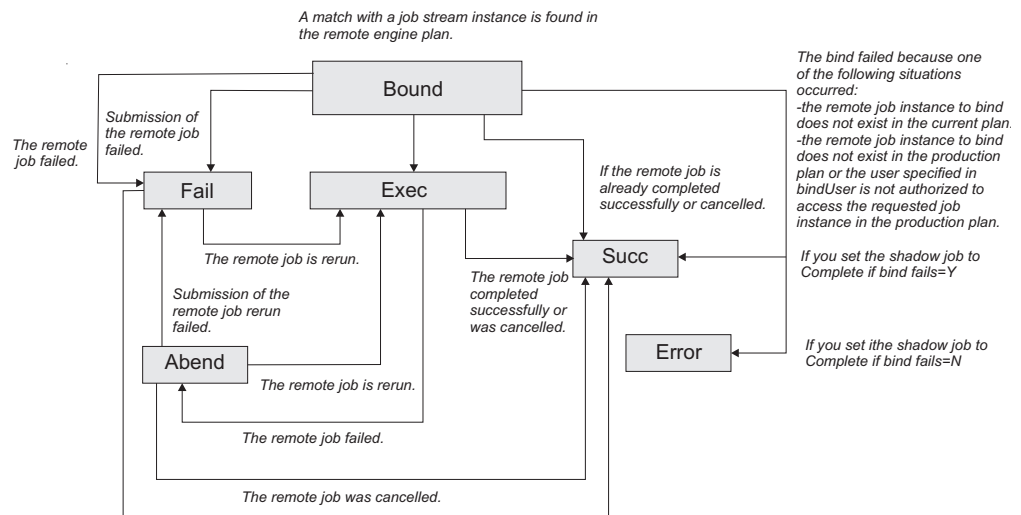 A match with a job stream instance is found in
the remote engine plan.
Bound
The bind failed because one
of the following situations
occurred:
-the remote job instance to bind
does not exist in the current plan.
-the remote job instance to bind
does not exist in the production
plan or the user specified in
bindUser is not authorized to
access the requested job
instance in the production plan.
Submission of
the remote job
failed.
The remote
job failed.
Fail
Exec
If the remote job is
already completed
successfully or cancelled.
The remote job is rerun.
Succ
If you set the shadow job to
Complete if bind fails=Y
The remote job
completed
successfully or
was cancelled.
Submission of the
remote job rerun
failed.
Abend
Error
If you set ithe shadow job to
Complete if bind fails=N
The remote job is rerun.
The remote job failed.
The remote job was cancelled.